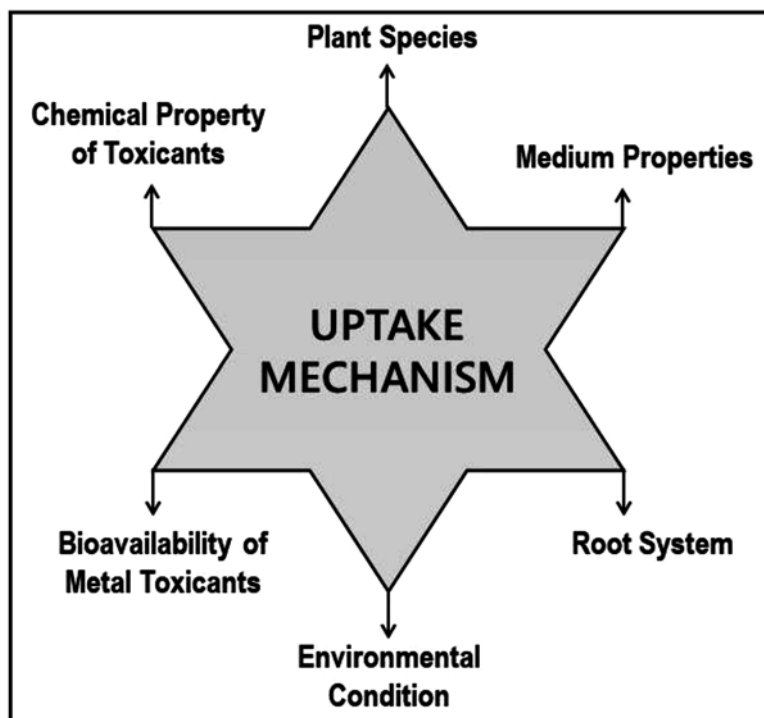 Plant Species
Chemical Property
of Toxicants
Medium Properties
UPTAKE
MECHANISM
Bioavailability of
Metal Toxicants
Root System
Environmental
Condition